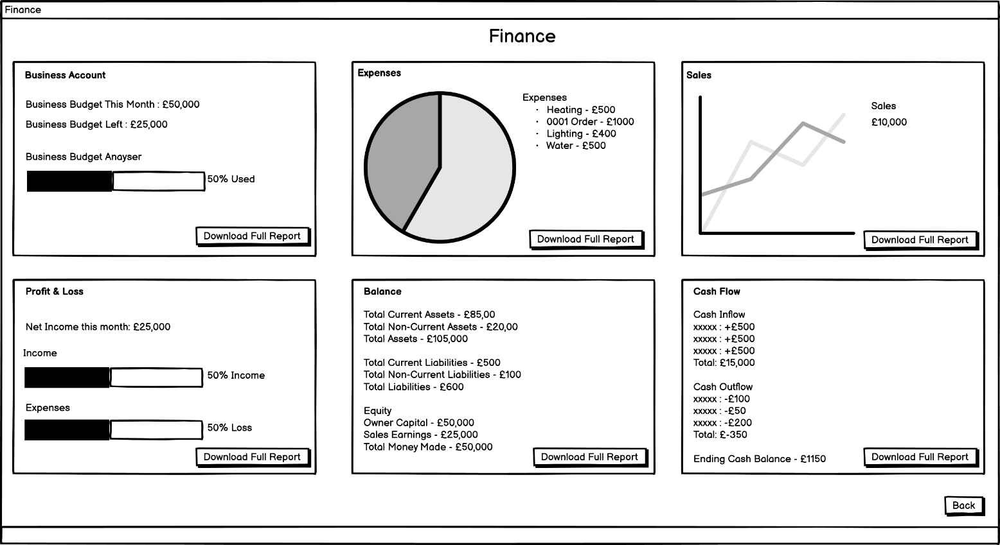 Finance
Finance
Business Account
Business Budget This Month : £50,000
Business Budget Left : £25,000
Business Budget Anayser
50% Used
Download Full Report
Expenses
Expenses
· Heating - £500
· 0001 Order - £1000
· Lighting - £400
· Water - £500
Download Full Report
Sales
Sales
£10,000
Download Full Report
Profit & Loss
Net Income this month: £25,000
Income
50% Income
Expenses
50% Loss
Download Full Report
Balance
Total Current Assets - £85,00
Total Non-Current Assets - £20,00
Total Assets - £105,000
Total Current Liabilities - £500
Total Non-Current Liabilities - £100
Total Liabilities - £600
Equity
Owner Capital - £50,000
Sales Earnings - £25,000
Total Money Made - £50,000
Download Full Report
Cash Flow
Cash Inflow
xxxxx : +£500
xxxxx : +£500
xxxxx : +£500
Total: £15,000
Cash Outflow
xxxxx : -£100
xxxxx : -£50
xxxxx : -£200
Total: £-350
Ending Cash Balance - £1150
Download Full Report
Back